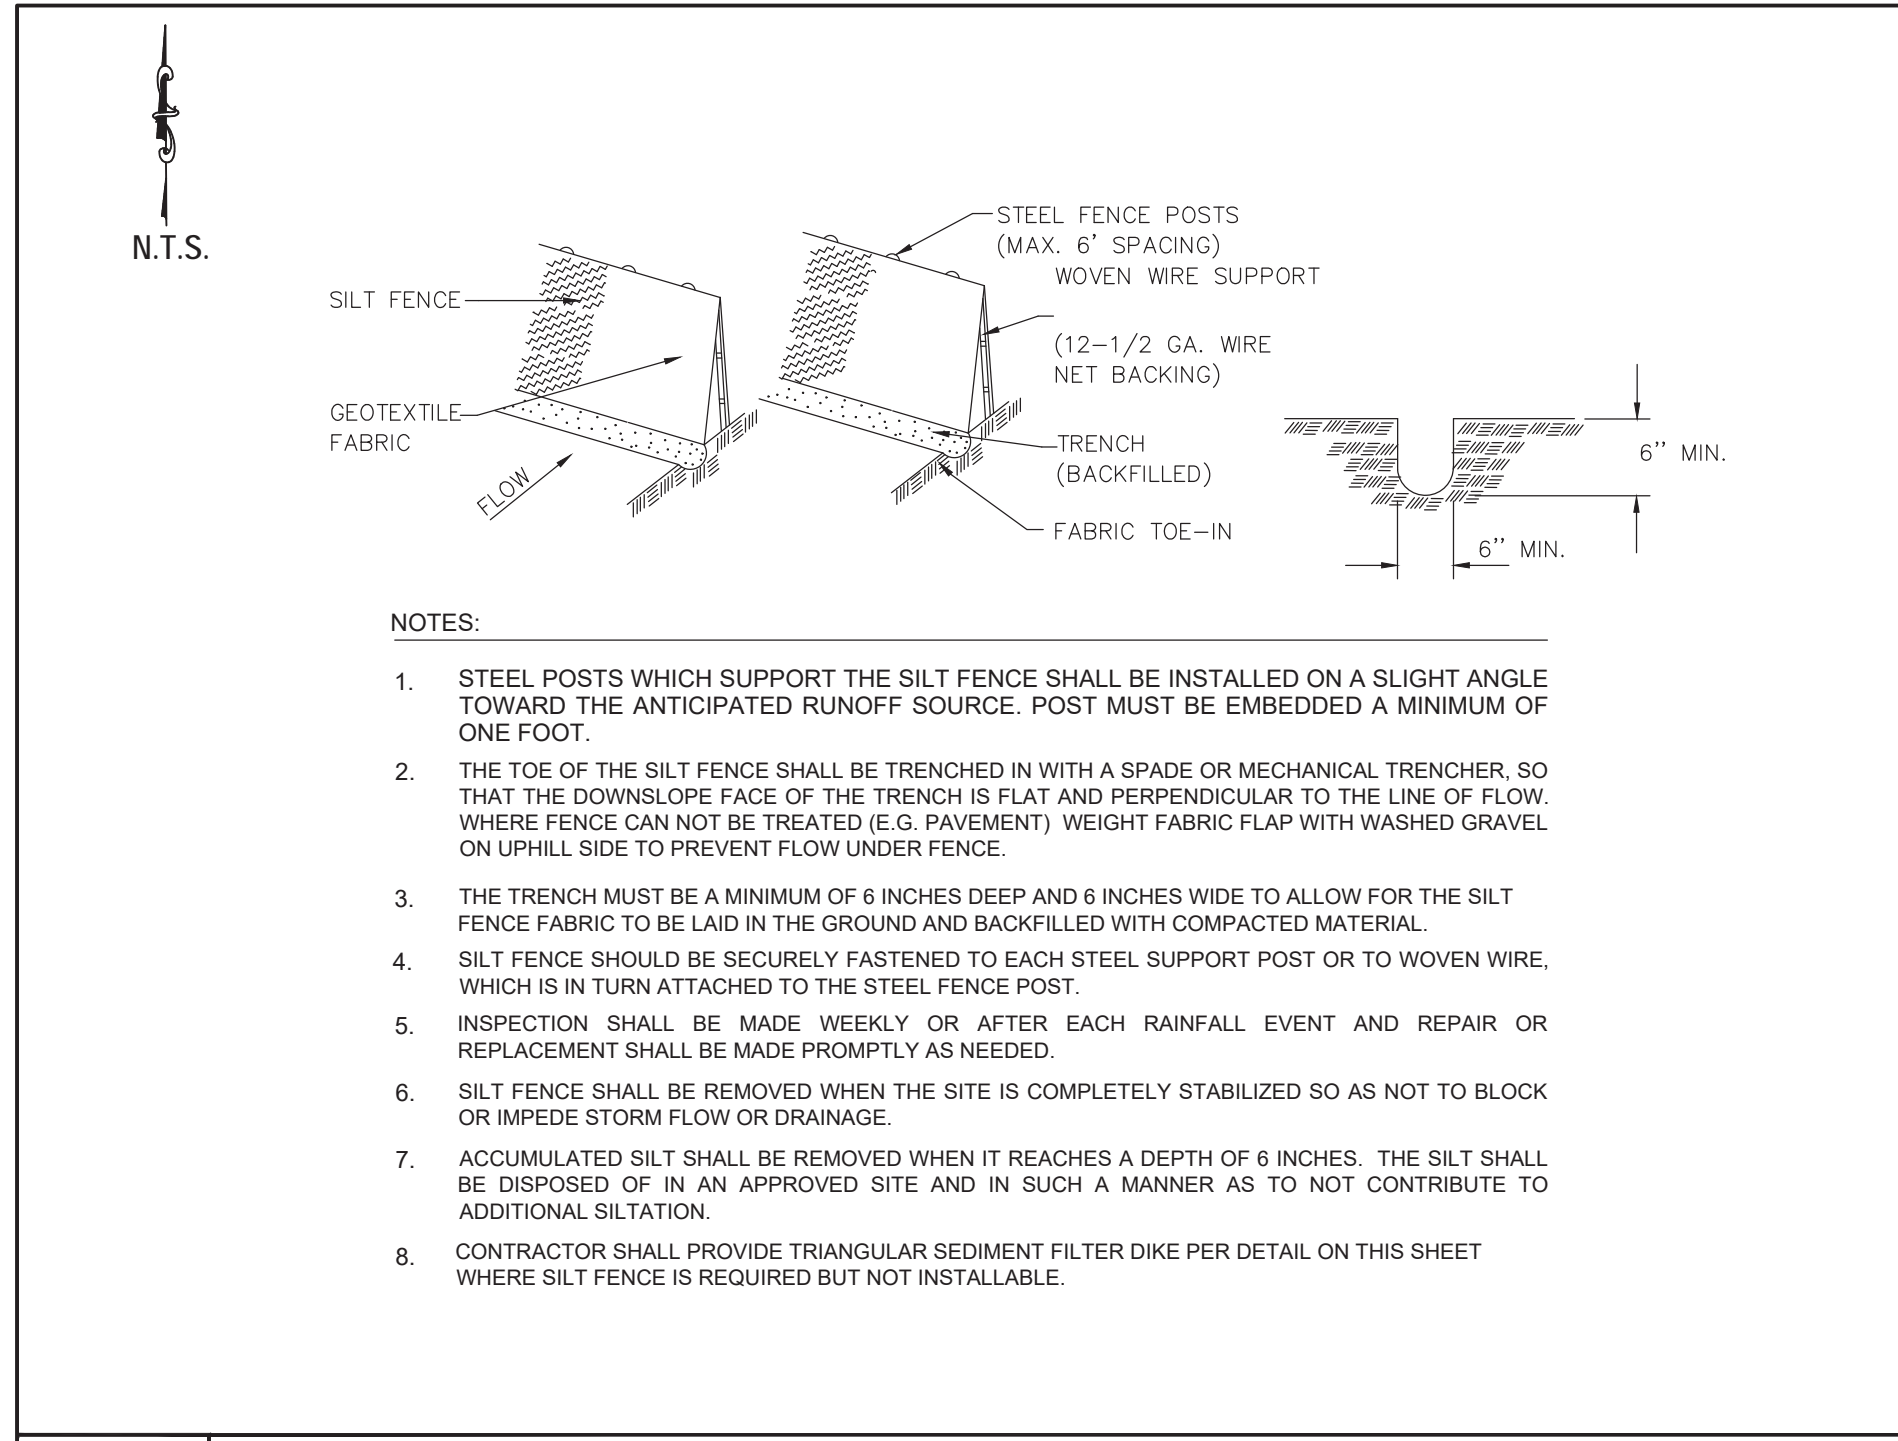 N.T.S.
STEEL FENCE POSTS
(MAX. 6' SPACING)
WOVEN WIRE SUPPORT
SILT FENCE
(12-1/2 GA. WIRE
NET BACKING)
GEOTEXTILE
FABRIC
TRENCH
(BACKFILLED)
FLOW
FABRIC TOE-IN
6'' MIN.
6'' MIN.
NOTES:
1. STEEL POSTS WHICH SUPPORT THE SILT FENCE SHALL BE INSTALLED ON A SLIGHT ANGLE
TOWARD THE ANTICIPATED RUNOFF SOURCE. POST MUST BE EMBEDDED A MINIMUM OF
ONE FOOT.
2. THE TOE OF THE SILT FENCE SHALL BE TRENCHED IN WITH A SPADE OR MECHANICAL TRENCHER, SO
THAT THE DOWNSLOPE FACE OF THE TRENCH IS FLAT AND PERPENDICULAR TO THE LINE OF FLOW.
WHERE FENCE CAN NOT BE TREATED (E.G. PAVEMENT) WEIGHT FABRIC FLAP WITH WASHED GRAVEL
ON UPHILL SIDE TO PREVENT FLOW UNDER FENCE.
3. THE TRENCH MUST BE A MINIMUM OF 6 INCHES DEEP AND 6 INCHES WIDE TO ALLOW FOR THE SILT
FENCE FABRIC TO BE LAID IN THE GROUND AND BACKFILLED WITH COMPACTED MATERIAL.
4. SILT FENCE SHOULD BE SECURELY FASTENED TO EACH STEEL SUPPORT POST OR TO WOVEN WIRE,
WHICH IS IN TURN ATTACHED TO THE STEEL FENCE POST.
5. INSPECTION SHALL BE MADE WEEKLY OR AFTER EACH RAINFALL EVENT AND REPAIR OR
REPLACEMENT SHALL BE MADE PROMPTLY AS NEEDED.
6. SILT FENCE SHALL BE REMOVED WHEN THE SITE IS COMPLETELY STABILIZED SO AS NOT TO BLOCK
OR IMPEDE STORM FLOW OR DRAINAGE.
7. ACCUMULATED SILT SHALL BE REMOVED WHEN IT REACHES A DEPTH OF 6 INCHES. THE SILT SHALL
BE DISPOSED OF IN AN APPROVED SITE AND IN SUCH A MANNER AS TO NOT CONTRIBUTE TO
ADDITIONAL SILTATION.
8. CONTRACTOR SHALL PROVIDE TRIANGULAR SEDIMENT FILTER DIKE PER DETAIL ON THIS SHEET
WHERE SILT FENCE IS REQUIRED BUT NOT INSTALLABLE.